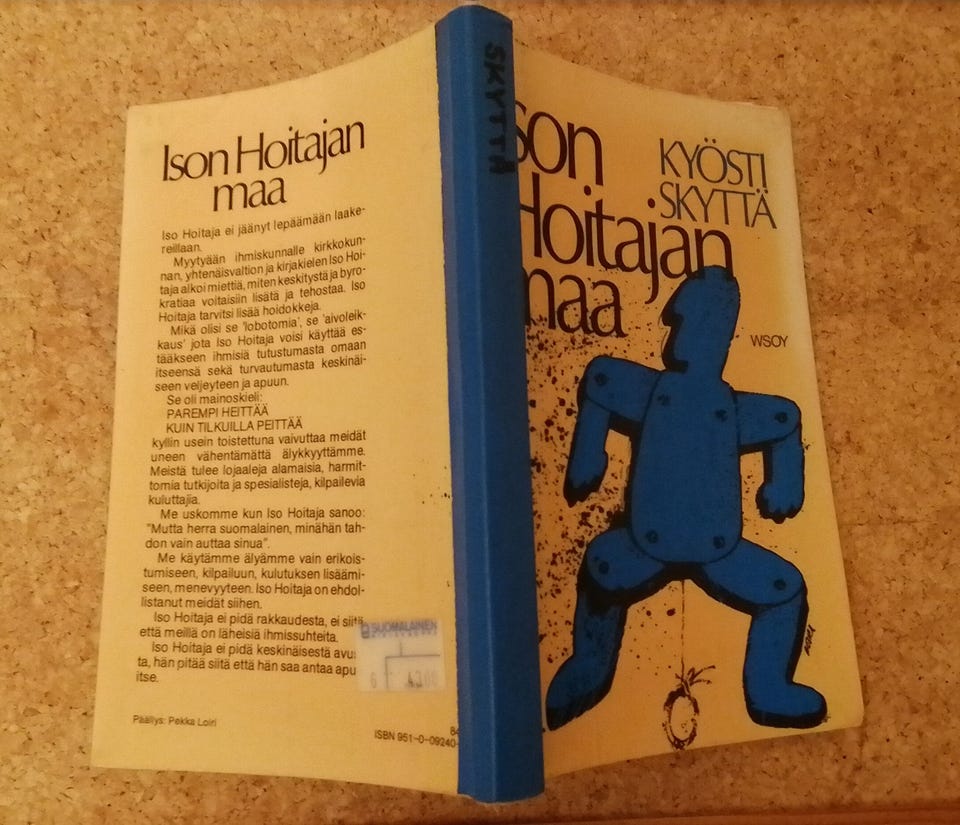 Ison Hoitajan
maa
Iso Hoitaja ei jäänyt lepäämään laake-
reillaan.
Myytyään ihmiskunnalle kirkkokun-
nan, yhtenäisvaltion ja kirjakielen Iso Hoi-
taja alkoi miettiä, miten keskitystä ja byro-
kratiaa voitaisiin lisätä ja tehostaa. Iso
Hoitaja tarvitsi lisää hoidokkeja.
Mikä olisi se 'lobotomia', se 'aivoleik-
kaus' jota Iso Hoitaja voisi käyttää es-
tääkseen ihmisiä tutustumasta omaan
itseensä sekä turvautumasta keskinäi-
seen veljeyteen ja apuun.
Se oli mainoskieli:
PAREMPI HEITTÄÄ
KUIN TILKUILLA PEITTÄÄ
kyllin usein toistettuna vaivuttaa meidät
uneen vähentämättä älykkyyttämme.
Meistä tulee lojaaleja alamaisia, harmit-
tomia tutkijoita ja spesialisteja, kilpailevia
kuluttajia.
Me uskomme kun Iso Hoitaja sanoo:
"Mutta herra suomalainen, minähän tah-
don vain auttaa sinua".
Me käytämme älyämme vain erikois-
tumiseen, kilpailuun, kulutuksen lisäämi-
seen, menevyyteen. Iso Hoitaja on ehdol-
listanut meidät siihen.
Iso Hoitaja ei pidä rakkaudesta, ei siitä
että meillä on läheisiä ihmissuhteita.
Iso Hoitaja ei pidä keskinäisestä avus-
ta, hän pitää siitä että hän saa antaa apu
itse.
SUOMALAINEN
6
Päällys: Pekka Loiri
84
ISBN 951-0-09240-
SKYTTÄ
KYÖSTI
SKYTTÄ
son
Hoitajan
maa
WSOY